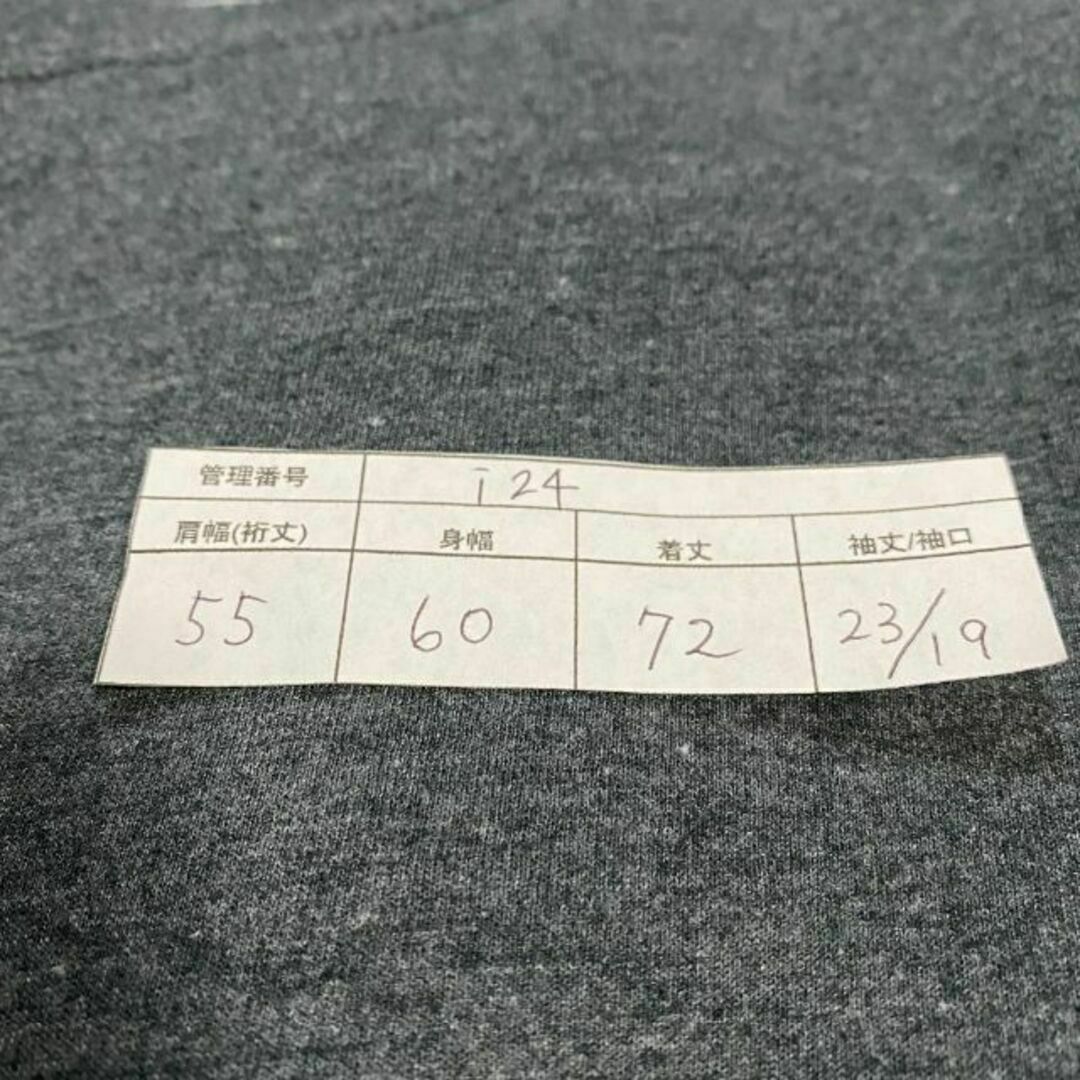 管理番号 i24
肩幅(裄丈) 身幅 着丈 袖丈/袖口
55 60 72 23/19